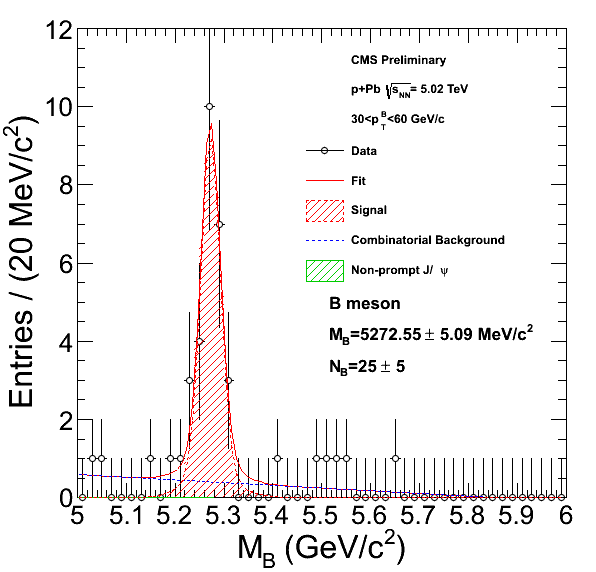 CMS Preliminary
p+Pb √sNN= 5.02 TeV
30<pTB<60 GeV/c
Data
Fit
Signal
Combinatorial Background
Non-prompt J/ ψ
B meson
MB=5272.55 ± 5.09 MeV/c2
NB=25 ± 5
Entries / (20 MeV/c2)
12
10
8
6
4
2
0
5 5.1 5.2 5.3 5.4 5.5 5.6 5.7 5.8 5.9 6
MB (GeV/c2)